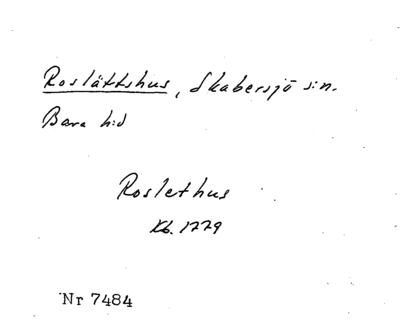 Roslättshus, Skabersjö s:n.
Bara h:d
Roslethus
Kb. 1779
Nr 7484